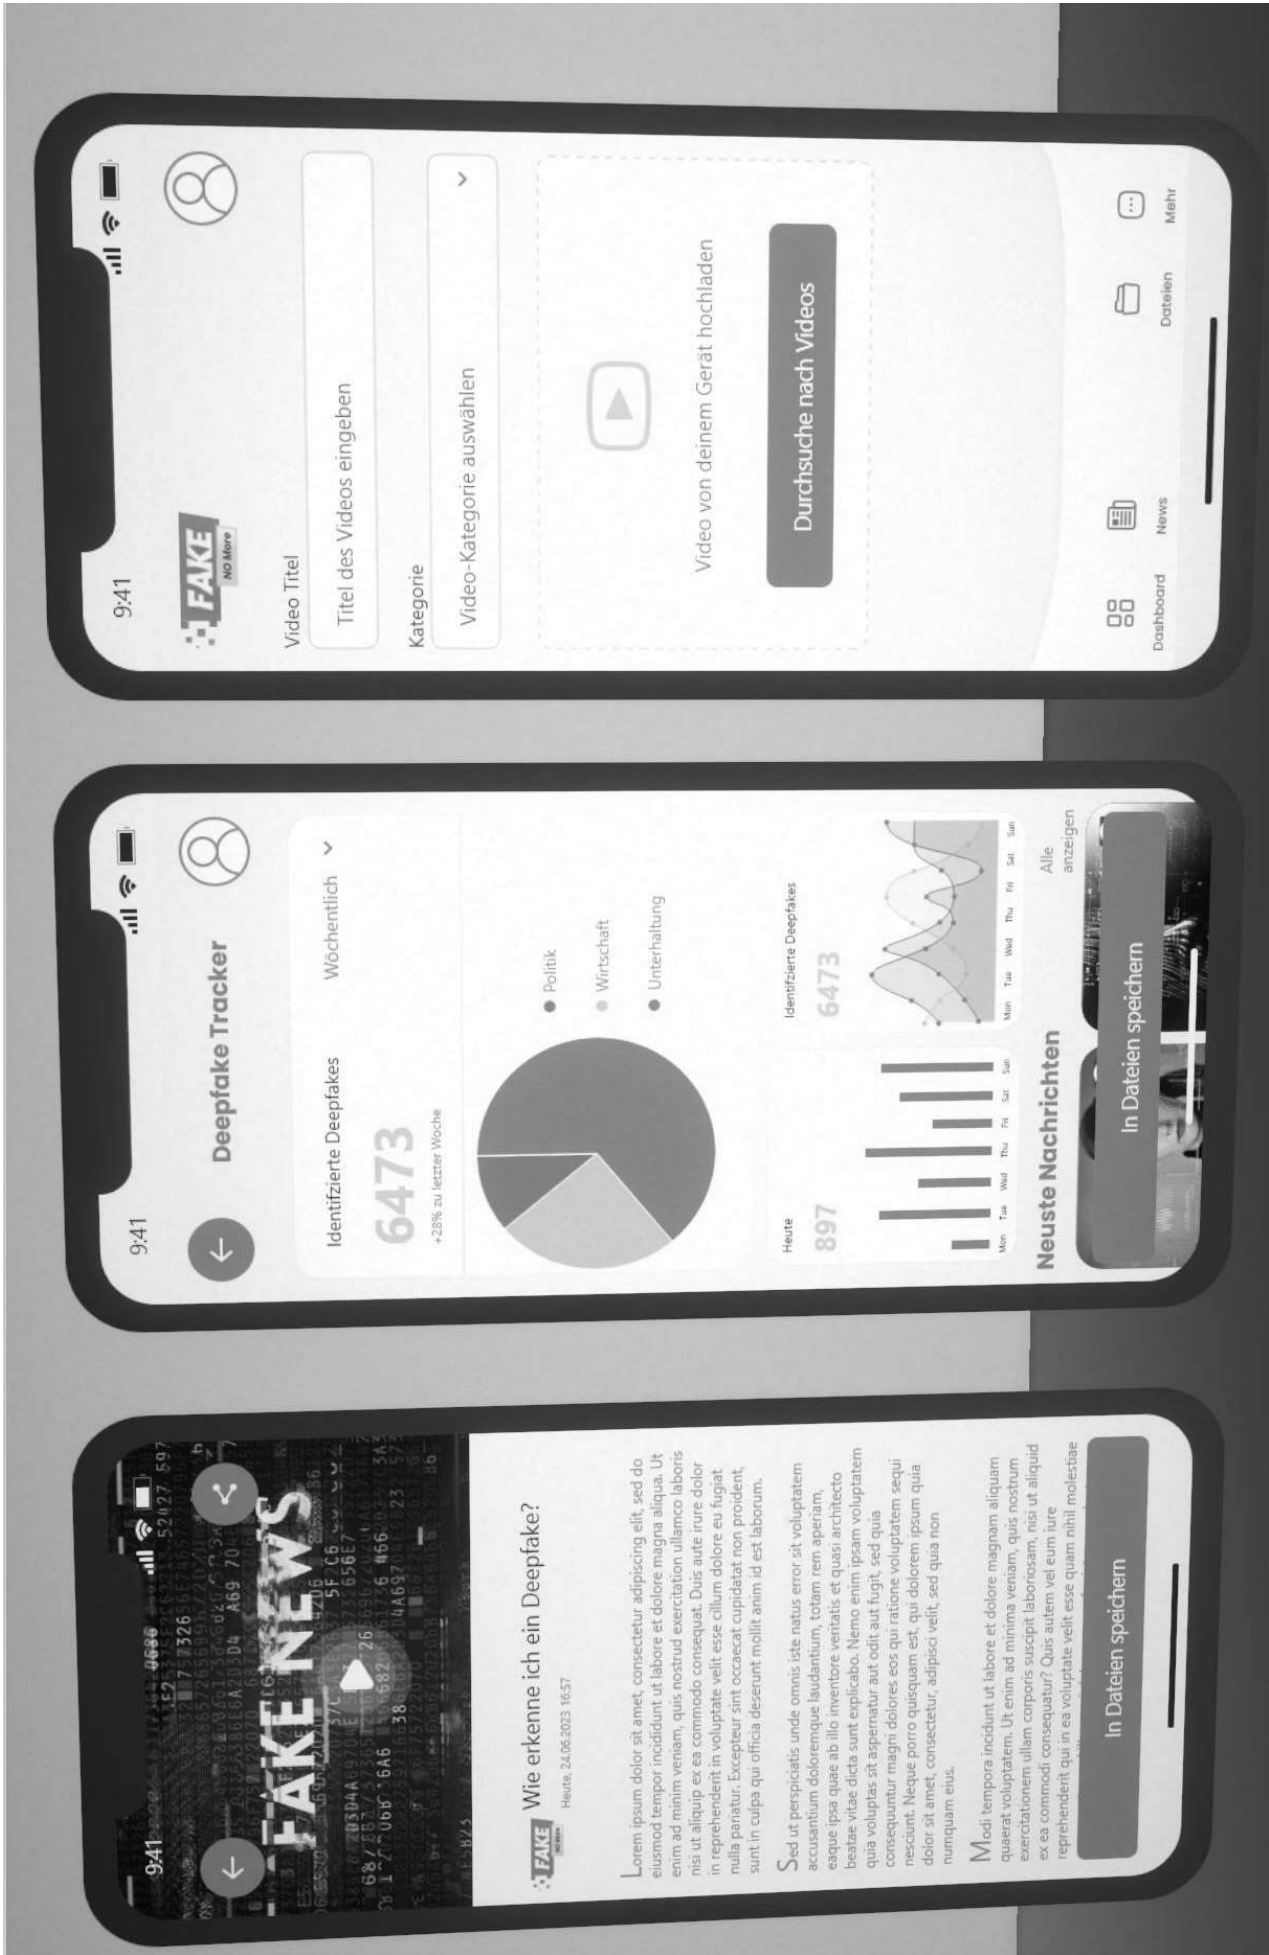 9:41
FAKE NEWS
FAKE
NO More
Wie erkenne ich ein Deepfake?
Heute, 24.06.2023 16:57
Lorem ipsum dolor sit amet, consectetur adipiscing elit, sed do
eiusmod tempor incididunt ut labore et dolore magna aliqua. Ut
enim ad minim veniam, quis nostrud exercitation ullamco laboris
nisi ut aliquip ex ea commodo consequat. Duis aute irure dolor
in reprehenderit in voluptate velit esse cillum dolore eu fugiat
nulla pariatur. Excepteur sint occaecat cupidatat non proident,
sunt in culpa qui officia deserunt mollit anim id est laborum.
Sed ut perspiciatis unde omnis iste natus error sit voluptatem
accusantium doloremque laudantium, totam rem aperiam,
eaque ipsa quae ab illo inventore veritatis et quasi architecto
beatae vitae dicta sunt explicabo. Nemo enim ipsam voluptatem
quia voluptas sit aspernatur aut odit aut fugit, sed quia
consequuntur magni dolores eos qui ratione voluptatem sequi
nesciunt. Neque porro quisquam est, qui dolorem ipsum quia
dolor sit amet, consectetur, adipisci velit, sed quia non
numquam eius.
Modi tempora incidunt ut labore et dolore magnam aliquam
quaerat voluptatem. Ut enim ad minima veniam, quis nostrum
exercitationem ullam corporis suscipit laboriosam, nisi ut aliquid
ex ea commodi consequatur? Quis autem vel eum iure
reprehenderit qui in ea voluptate velit esse quam nihil molestiae
In Dateien speichern
9:41
Deepfake Tracker
Identifzierte Deepfakes
Wöchentlich
6473
+28% zu letzter Woche
Politik
Wirtschaft
Unterhaltung
Heute
897
Mon Tue Wed Thu Fri Sat Sun
Identifzierte Deepfakes
6473
Mon Tue Wed Thu Fri Sat Sun
Neuste Nachrichten
Alle
anzeigen
In Dateien speichern
9:41
FAKE
NO More
Video Titel
Titel des Videos eingeben
Kategorie
Video-Kategorie auswählen
Video von deinem Gerät hochladen
Durchsuche nach Videos
Dashboard
News
Dateien
Mehr